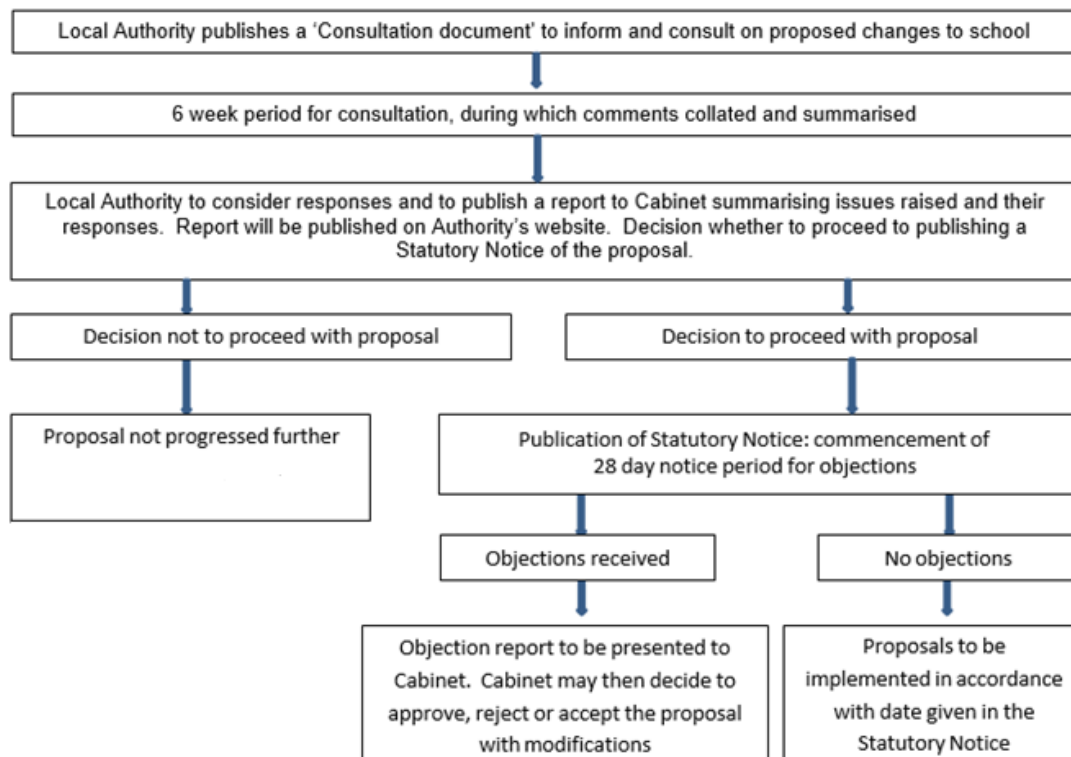 Local Authority publishes a ‘Consultation document’ to inform and consult on proposed changes to school
6 week period for consultation, during which comments collated and summarised
Local Authority to consider responses and to publish a report to Cabinet summarising issues raised and their
responses.  Report will be published on Authority’s website.  Decision whether to proceed to publishing a
Statutory Notice of the proposal.
Decision not to proceed with proposal
Decision to proceed with proposal
Proposal not progressed further
Publication of Statutory Notice: commencement of
28 day notice period for objections
Objections received
No objections
Objection report to be presented to
Cabinet.  Cabinet may then decide to
approve, reject or accept the proposal
with modifications
Proposals to be
implemented in accordance
with date given in the
Statutory Notice